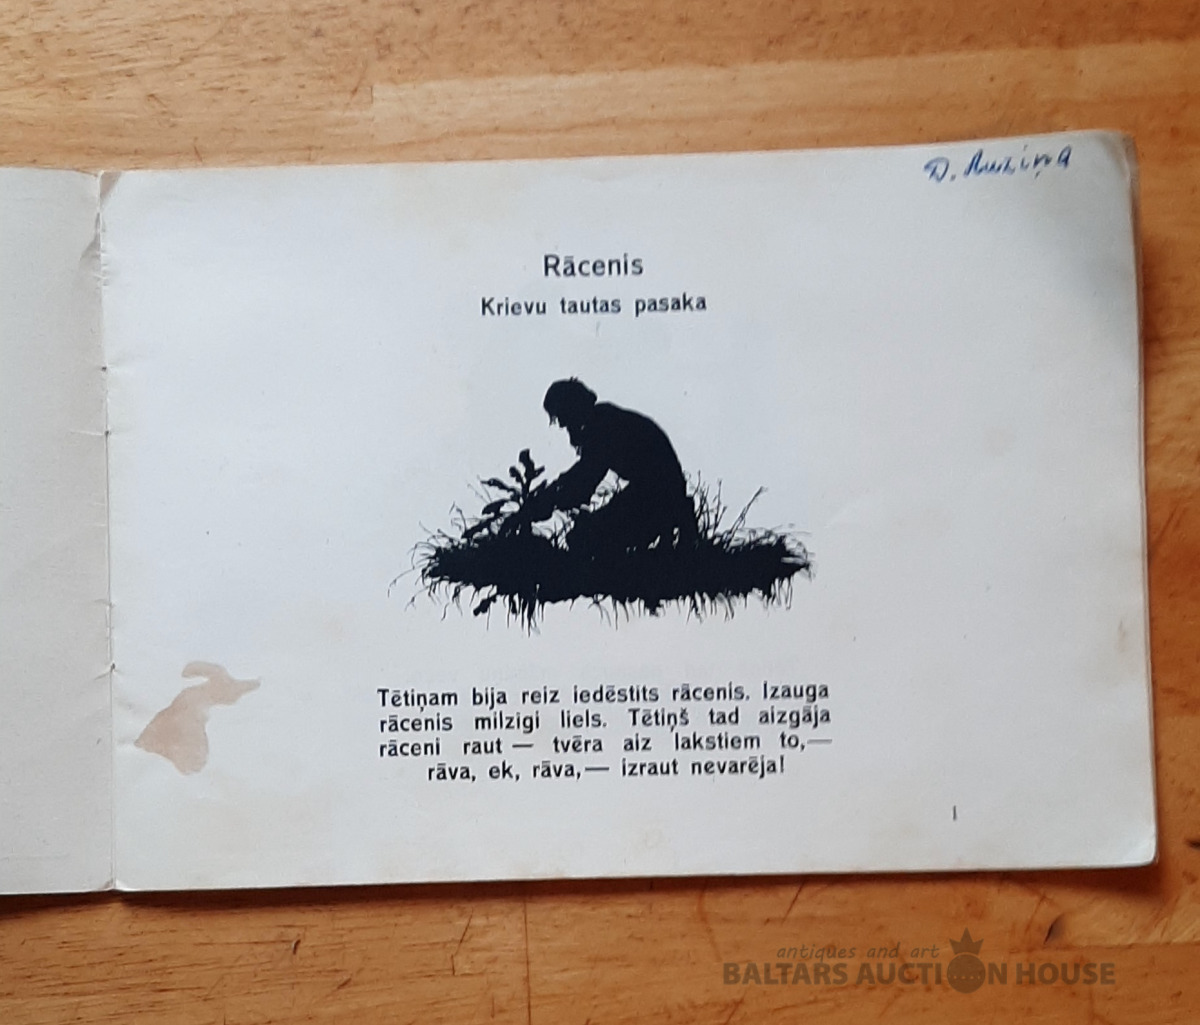 D. Auziņa
Rācenis
Krievu tautas pasaka
Tētiņam bija reiz iedēstīts rācenis. Izauga
rācenis milzīgi liels. Tētiņš tad aizgāja
rāceni raut — tvēra aiz lakstiem to,—
rāva, ek, rāva,— izraut nevarēja!
1
antiques and art
BALTARS AUCTION HOUSE